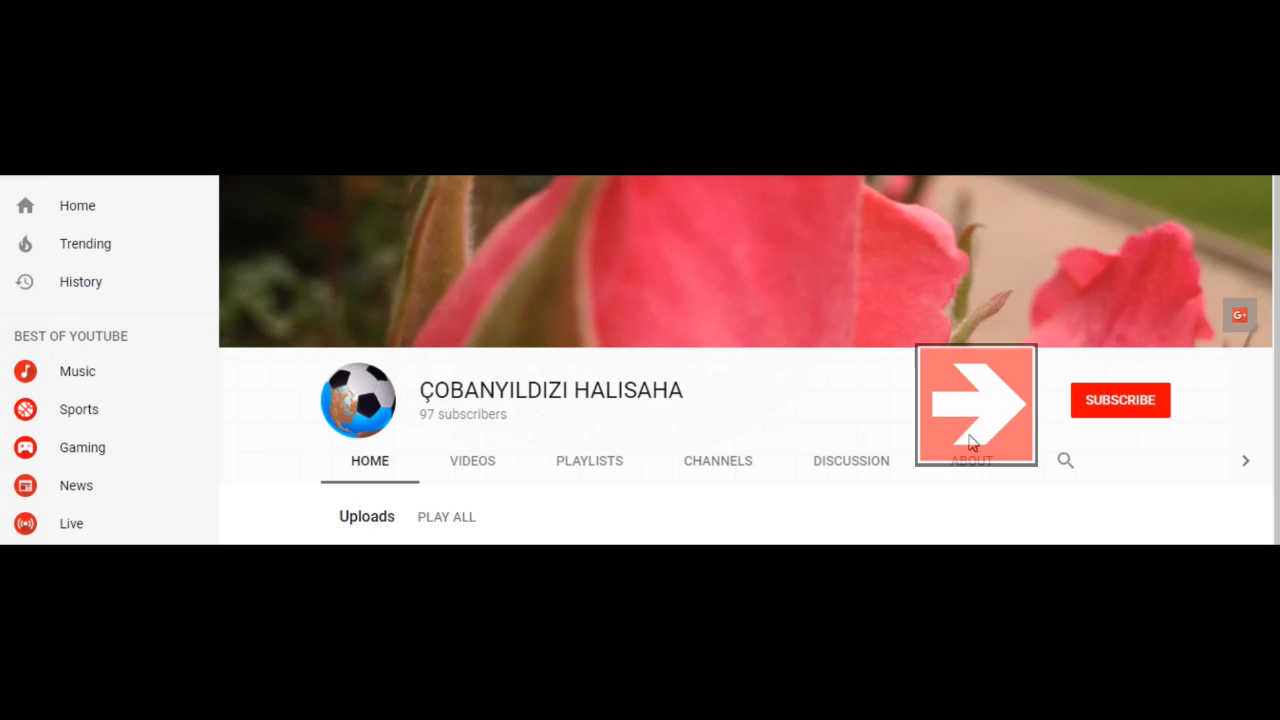 Home
Trending
History
BEST OF YOUTUBE
Music
Sports
Gaming
News
Live
G+
ÇOBANYILDIZI HALISAHA
97 subscribers
SUBSCRIBE
HOME VIDEOS PLAYLISTS CHANNELS DISCUSSION ABOUT
Uploads PLAY ALL